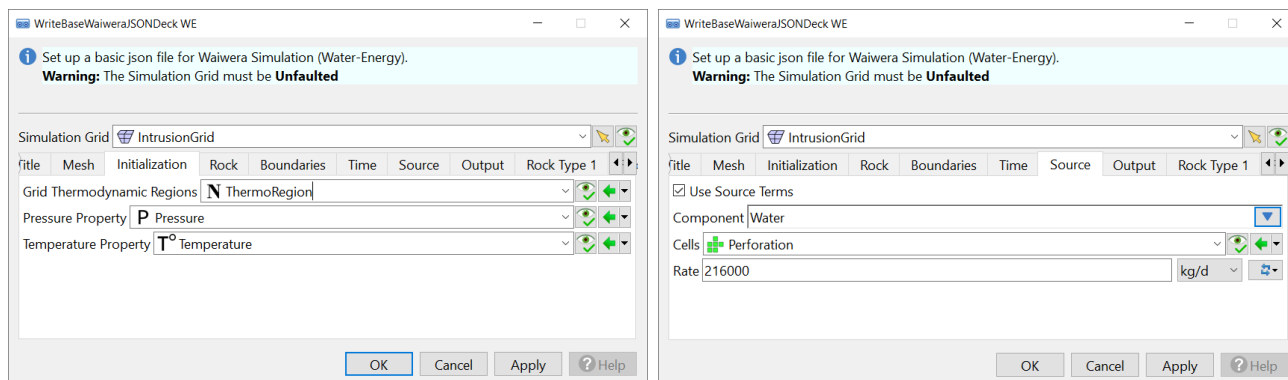 WriteBaseWaiweraJSONDeck WE
Set up a basic json file for Waiwera Simulation (Water-Energy).
Warning: The Simulation Grid must be Unfaulted
Simulation Grid IntrusionGrid
itle Mesh Initialization Rock Boundaries Time Source Output Rock Type 1
Grid Thermodynamic Regions N ThermoRegion
Pressure Property P Pressure
Temperature Property T° Temperature
OK Cancel Apply ? Help
WriteBaseWaiweraJSONDeck WE
Set up a basic json file for Waiwera Simulation (Water-Energy).
Warning: The Simulation Grid must be Unfaulted
Simulation Grid IntrusionGrid
itle Mesh Initialization Rock Boundaries Time Source Output Rock Type 1
Use Source Terms
Component Water
Cells Perforation
Rate 216000 kg/d
OK Cancel Apply ? Help